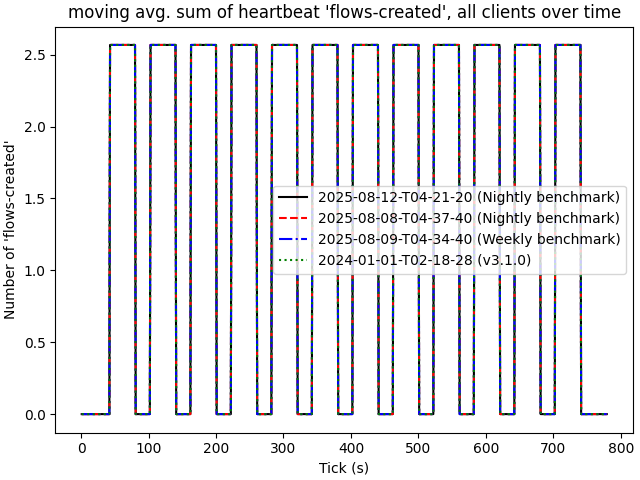 moving avg. sum of heartbeat 'flows-created', all clients over time
Number of 'flows-created'
2.5
2.0
1.5
1.0
0.5
0.0
2025-08-12-T04-21-20 (Nightly benchmark)
2025-08-08-T04-37-40 (Nightly benchmark)
2025-08-09-T04-34-40 (Weekly benchmark)
2024-01-01-T02-18-28 (v3.1.0)
0 100 200 300 400 500 600 700 800
Tick (s)